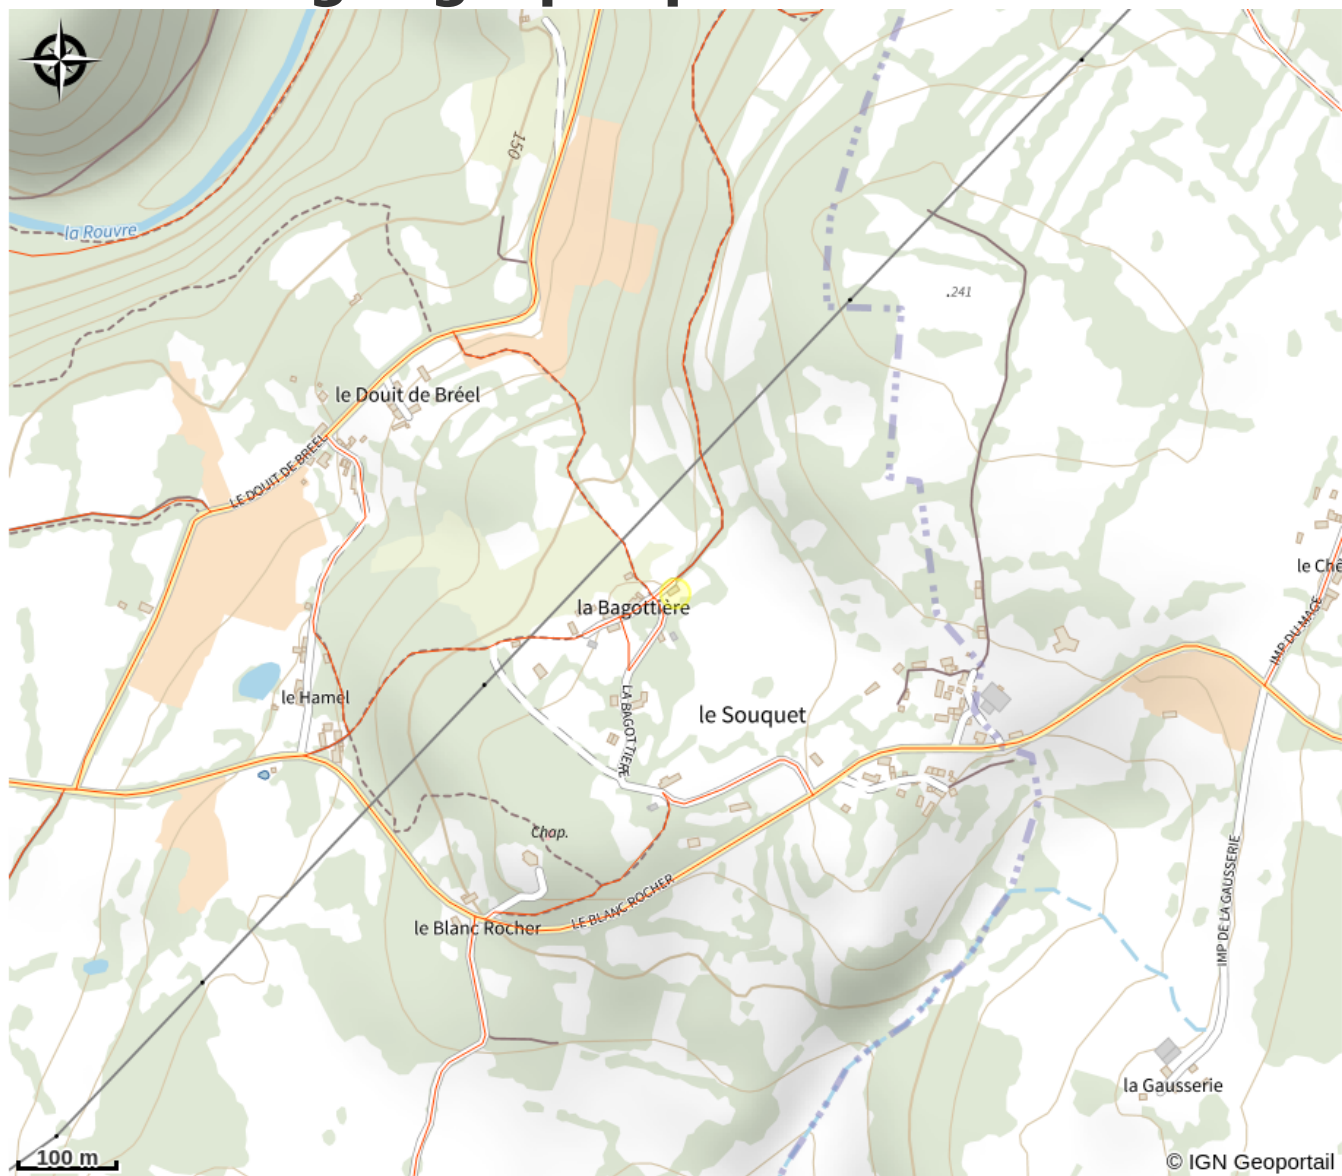 150
la Rouvre
.241
le Douit de Bréel
LE DOUIT DE BREEL
la Bagottière
le Hamel
LA BAGOTTIERE
le Souquet
IMP DU MAGE
Chap.
le Blanc Rocher
LE BLANC ROCHER
IMP DE LA GAUSSERIE
la Gausserie
100 m
© IGN Geoportail